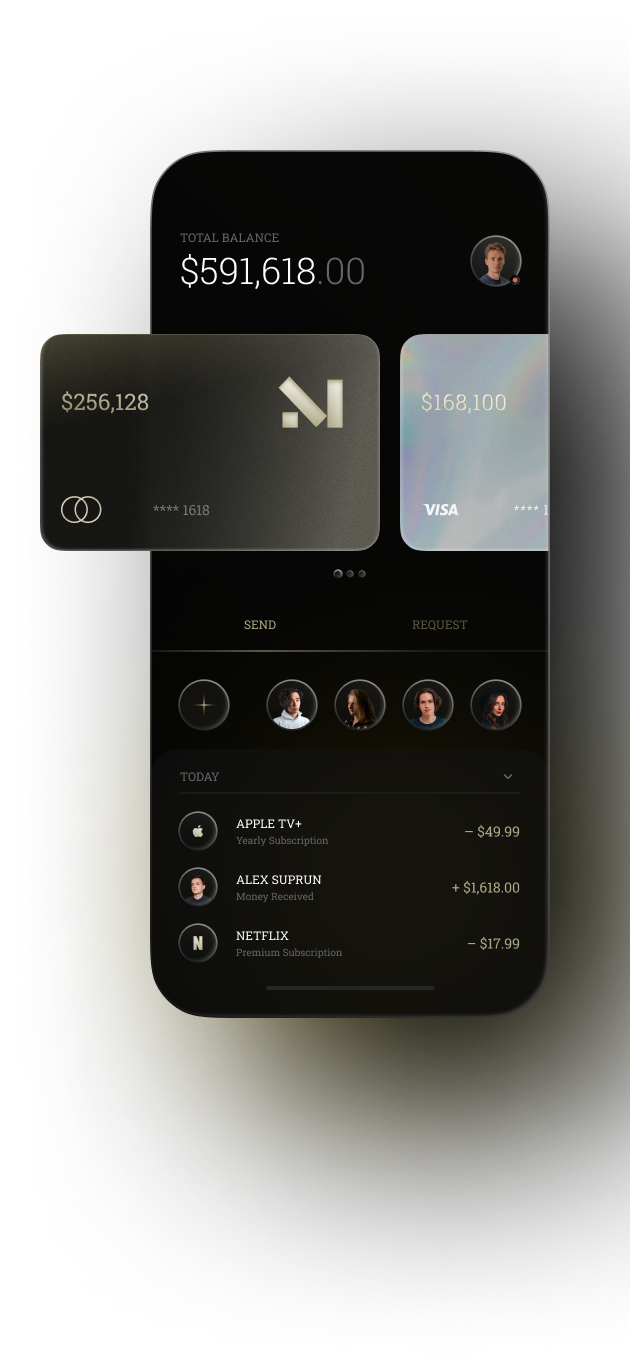 TOTAL BALANCE
$591,618.00
$256,128
$168,100
**** 1618
VISA
**** 1
SEND
REQUEST
TODAY
APPLE TV+
Yearly Subscription
– $49.99
ALEX SUPRUN
Money Received
+ $1,618.00
N
NETFLIX
Premium Subscription
– $17.99